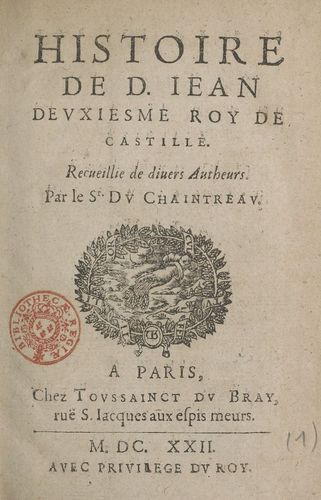 HISTOIRE
DE D. IEAN
DEVXIESME ROY DE
CASTILLE.
Recueillie de diuers Autheurs.
Par le Sr. DV CHAINTREAV.
A PARIS,
Chez TOVSSAINCT DV BRAY,
ruë S. Iacques aux espis meurs.
M. DC. XXII.
AVEC PRIVILEGE DV ROY.
(1)
BIBLIOTHECA REGIA